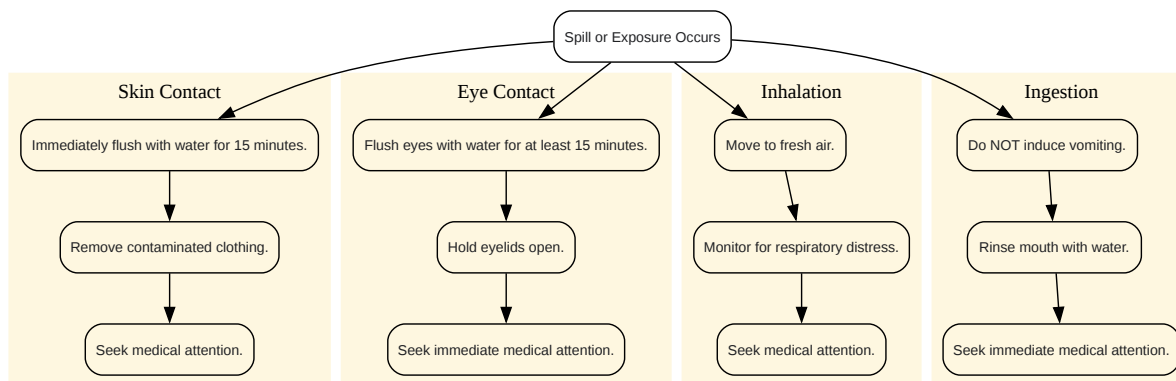 Spill or Exposure Occurs
Skin Contact
Immediately flush with water for 15 minutes.
Remove contaminated clothing.
Seek medical attention.
Eye Contact
Flush eyes with water for at least 15 minutes.
Hold eyelids open.
Seek immediate medical attention.
Inhalation
Move to fresh air.
Monitor for respiratory distress.
Seek medical attention.
Ingestion
Do NOT induce vomiting.
Rinse mouth with water.
Seek immediate medical attention.